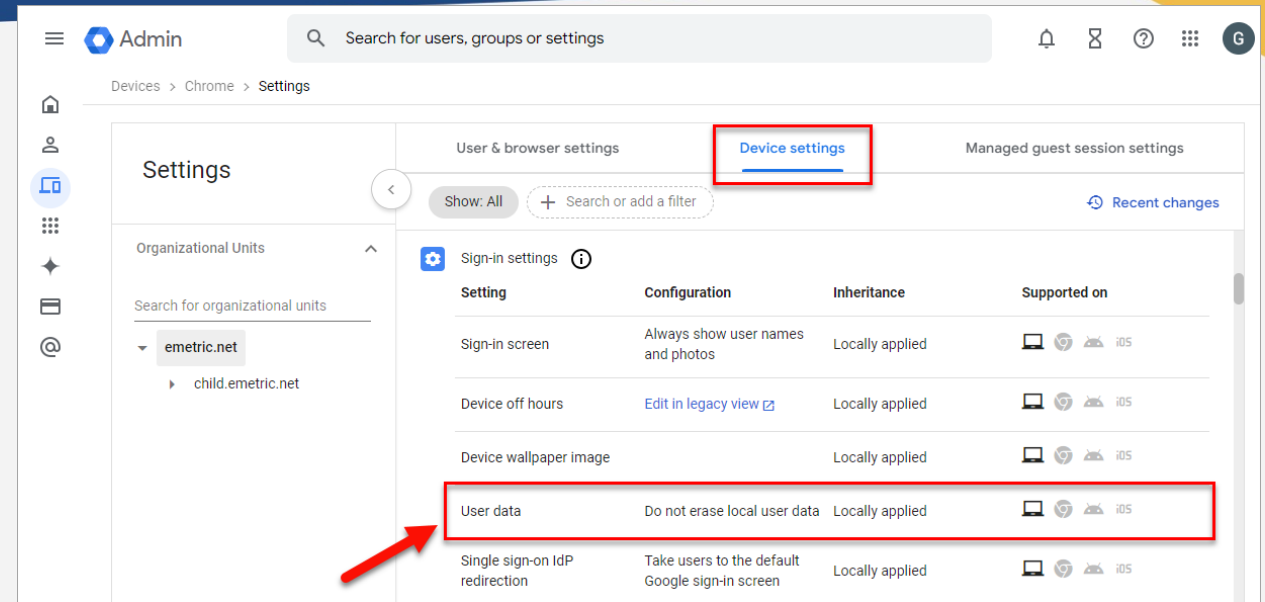 Admin
Search for users, groups or settings
G
Devices > Chrome > Settings
Settings
User & browser settings
Device settings
Managed guest session settings
Show: All
Search or add a filter
Recent changes
Organizational Units
Search for organizational units
emetric.net
child.emetric.net
Sign-in settings
Setting Configuration Inheritance Supported on
Sign-in screen
Always show user names
and photos
Locally applied
iOS
Device off hours
Edit in legacy view
Locally applied
iOS
Device wallpaper image
Locally applied
iOS
User data
Do not erase local user data
Locally applied
iOS
Single sign-on IdP
redirection
Take users to the default
Google sign-in screen
Locally applied
iOS